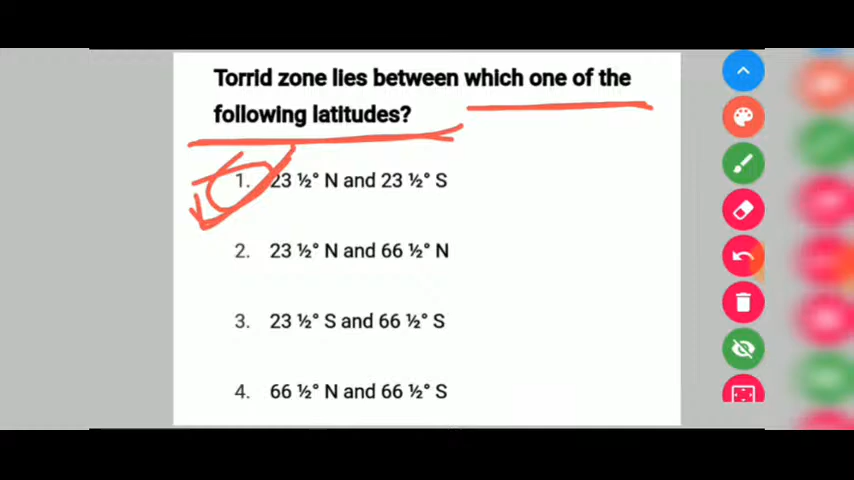 Torrid zone lies between which one of the
following latitudes?
1. 23 ½° N and 23 ½° S
2. 23 ½° N and 66 ½° N
3. 23 ½° S and 66 ½° S
4. 66 ½° N and 66 ½° S